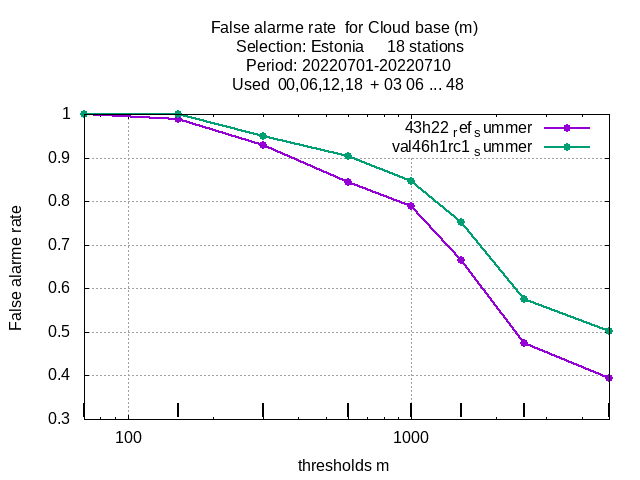 False alarme rate for Cloud base (m)
Selection: Estonia 18 stations
Period: 20220701-20220710
Used 00,06,12,18 + 03 06 ... 48
43h22 ref summer
val46h1rc1 summer
1
0.9
0.8
0.7
0.6
0.5
0.4
0.3
False alarme rate
100
1000
thresholds m